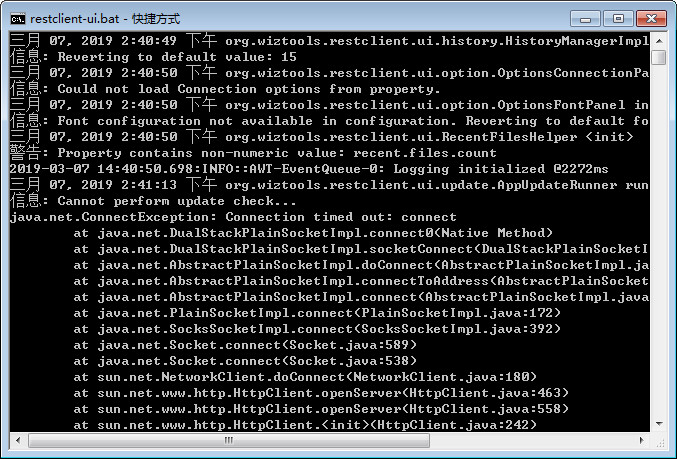 restclient-ui.bat - 快捷方式
三月 07, 2019 2:40:49 下午 org.wiztools.restclient.ui.history.HistoryManagerImpl
信息: Reverting to default value: 15
三月 07, 2019 2:40:50 下午 org.wiztools.restclient.ui.option.OptionsConnectionPa
信息: Could not load Connection options from property.
三月 07, 2019 2:40:50 下午 org.wiztools.restclient.ui.option.OptionsFontPanel in
信息: Font configuration not available in configuration. Reverting to default fo
三月 07, 2019 2:40:50 下午 org.wiztools.restclient.ui.RecentFilesHelper <init>
警告: Property contains non-numeric value: recent.files.count
2019-03-07 14:40:50.698:INFO::AWT-EventQueue-0: Logging initialized @2272ms
三月 07, 2019 2:41:13 下午 org.wiztools.restclient.ui.update.AppUpdateRunner run
信息: Cannot perform update check...
java.net.ConnectException: Connection timed out: connect
at java.net.DualStackPlainSocketImpl.connect0(Native Method)
at java.net.DualStackPlainSocketImpl.socketConnect(DualStackPlainSocketI
at java.net.AbstractPlainSocketImpl.doConnect(AbstractPlainSocketImpl.ja
at java.net.AbstractPlainSocketImpl.connectToAddress(AbstractPlainSocket
at java.net.AbstractPlainSocketImpl.connect(AbstractPlainSocketImpl.java
at java.net.PlainSocketImpl.connect(PlainSocketImpl.java:172)
at java.net.SocksSocketImpl.connect(SocksSocketImpl.java:392)
at java.net.Socket.connect(Socket.java:589)
at java.net.Socket.connect(Socket.java:538)
at sun.net.NetworkClient.doConnect(NetworkClient.java:180)
at sun.net.www.http.HttpClient.openServer(HttpClient.java:463)
at sun.net.www.http.HttpClient.openServer(HttpClient.java:558)
at sun.net.www.http.HttpClient.<init>(HttpClient.java:242)